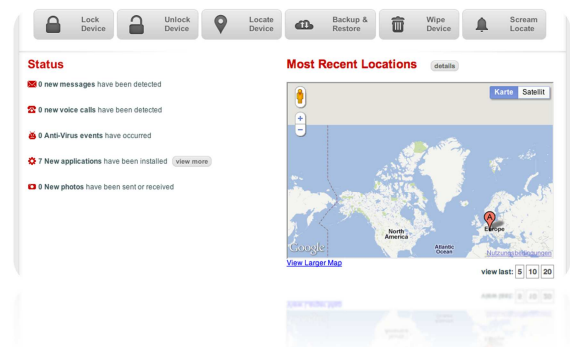 Lock Device
Unlock Device
Locate Device
Backup & Restore
Wipe Device
Scream Locate
Status
0 new messages have been detected
0 new voice calls have been detected
0 Anti-Virus events have occurred
7 New applications have been installed view more
0 New photos have been sent or received
Most Recent Locations details
Karte Satellit
+
−
A
North America
Europe
Atlantic Ocean
Google
Nutzungsbedingungen
View Larger Map
view last: 5 10 20